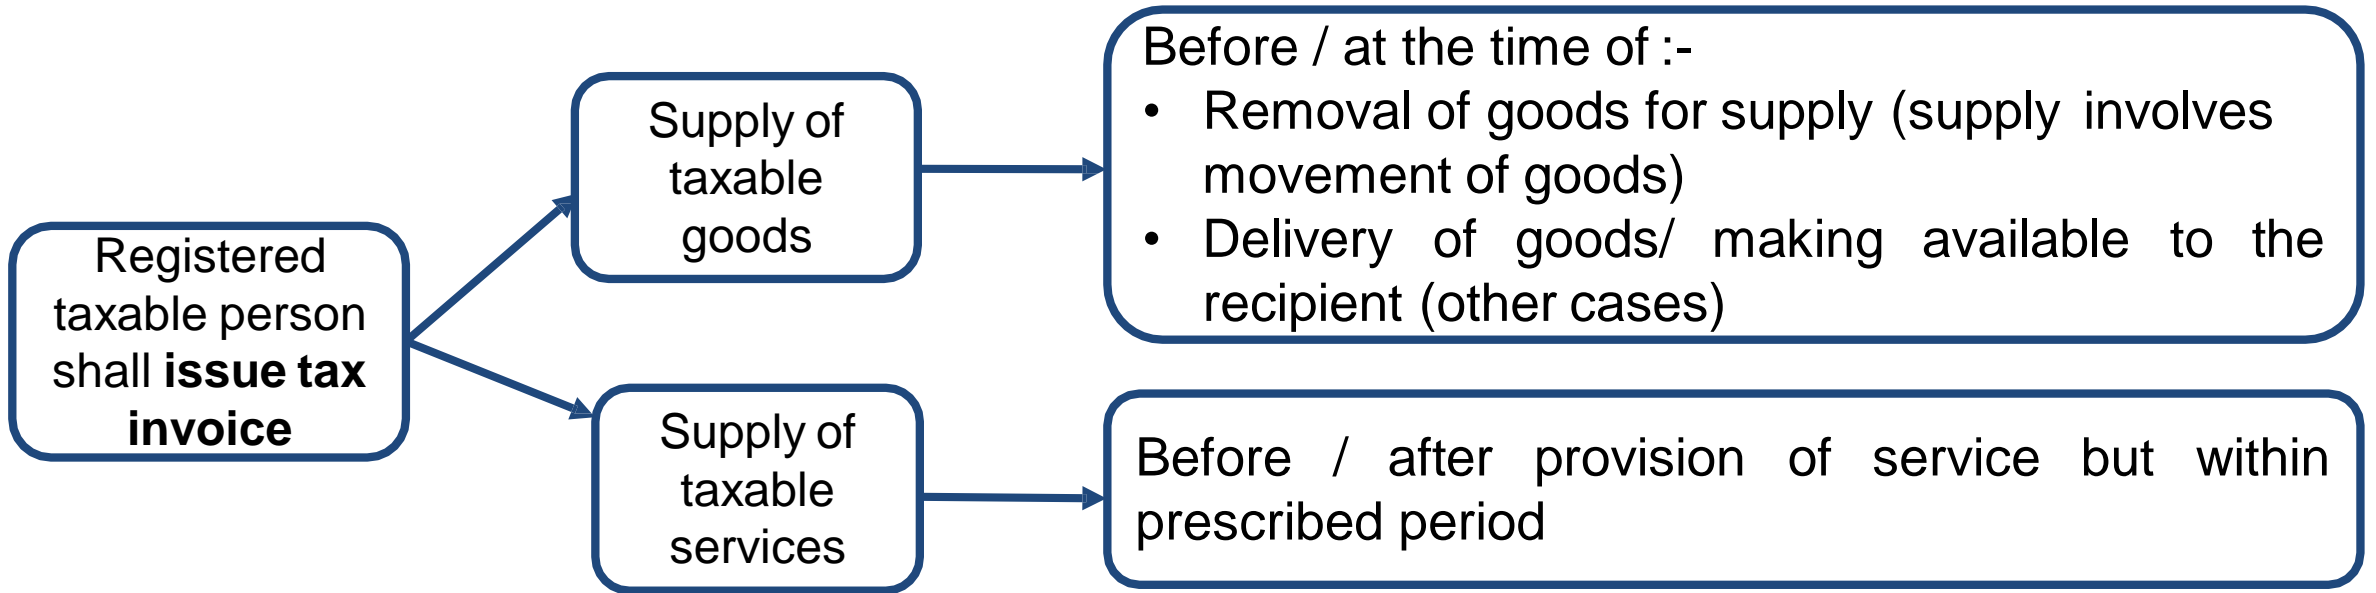 Registered
taxable person
shall issue tax
invoice
Supply of
taxable
goods
Before / at the time of :-
• Removal of goods for supply (supply involves
movement of goods)
• Delivery of goods/ making available to the
recipient (other cases)
Supply of
taxable
services
Before / after provision of service but within
prescribed period